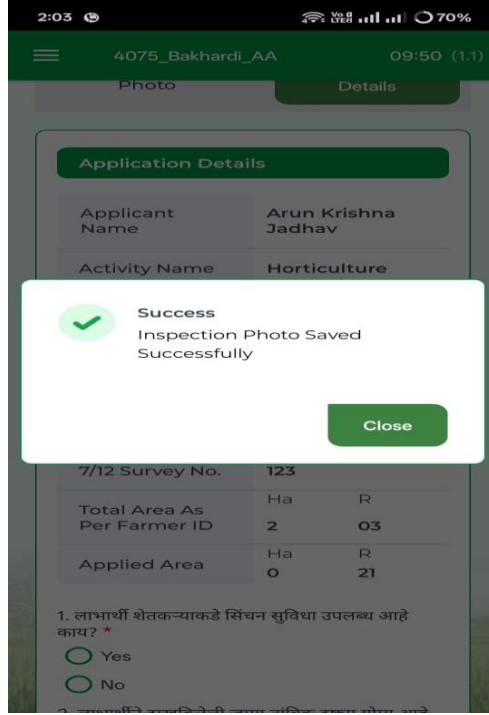 2:03 70%
4075_Bakhardi_AA 09:50 (1.1)
Photo Details
Application Details
Applicant Arun Krishna
Name Jadhav
Activity Name Horticulture
Success
Inspection Photo Saved
Successfully
Close
7/12 Survey No. 123
Total Area As Ha R
Per Farmer ID 2 03
Applied Area Ha R
0 21
1. लाभार्थी शेतकऱ्याकडे सिंचन सुविधा उपलब्ध आहे
काय? *
Yes
No